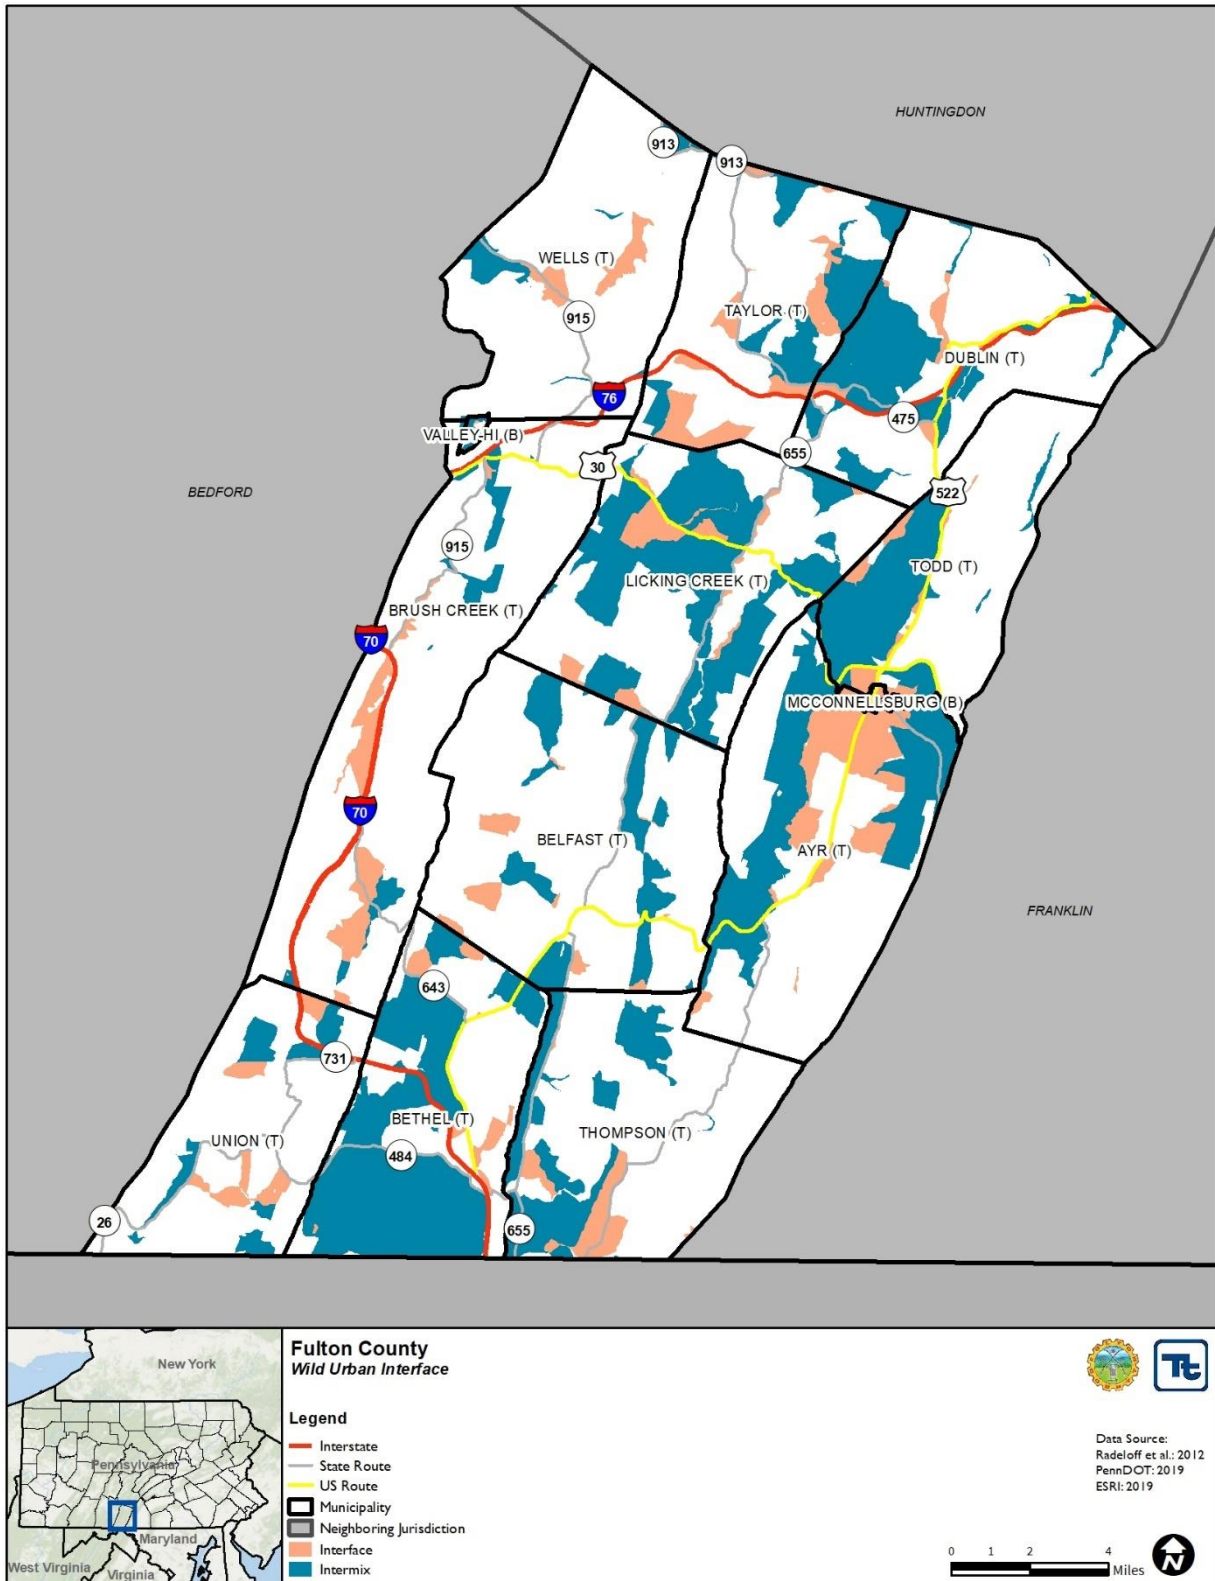 HUNTINGDON
913
913
WELLS (T)
915
TAYLOR (T)
DUBLIN (T)
76
475
VALLEY-HI (B)
655
30
BEDFORD
522
915
TODD (T)
LICKING CREEK (T)
BRUSH CREEK (T)
70
MCCONNELLSBURG (B)
70
BELFAST (T)
AYR (T)
FRANKLIN
643
731
BETHEL (T)
THOMPSON (T)
UNION (T)
484
26
655
New York
Pennsylvania
Maryland
West Virginia
Virginia
Fulton County
Wild Urban Interface
Legend
Interstate
State Route
US Route
Municipality
Neighboring Jurisdiction
Interface
Intermix
Tt
Data Source:
Radeloff et al.: 2012
PennDOT: 2019
ESRI: 2019
0 1 2 4
Miles
N